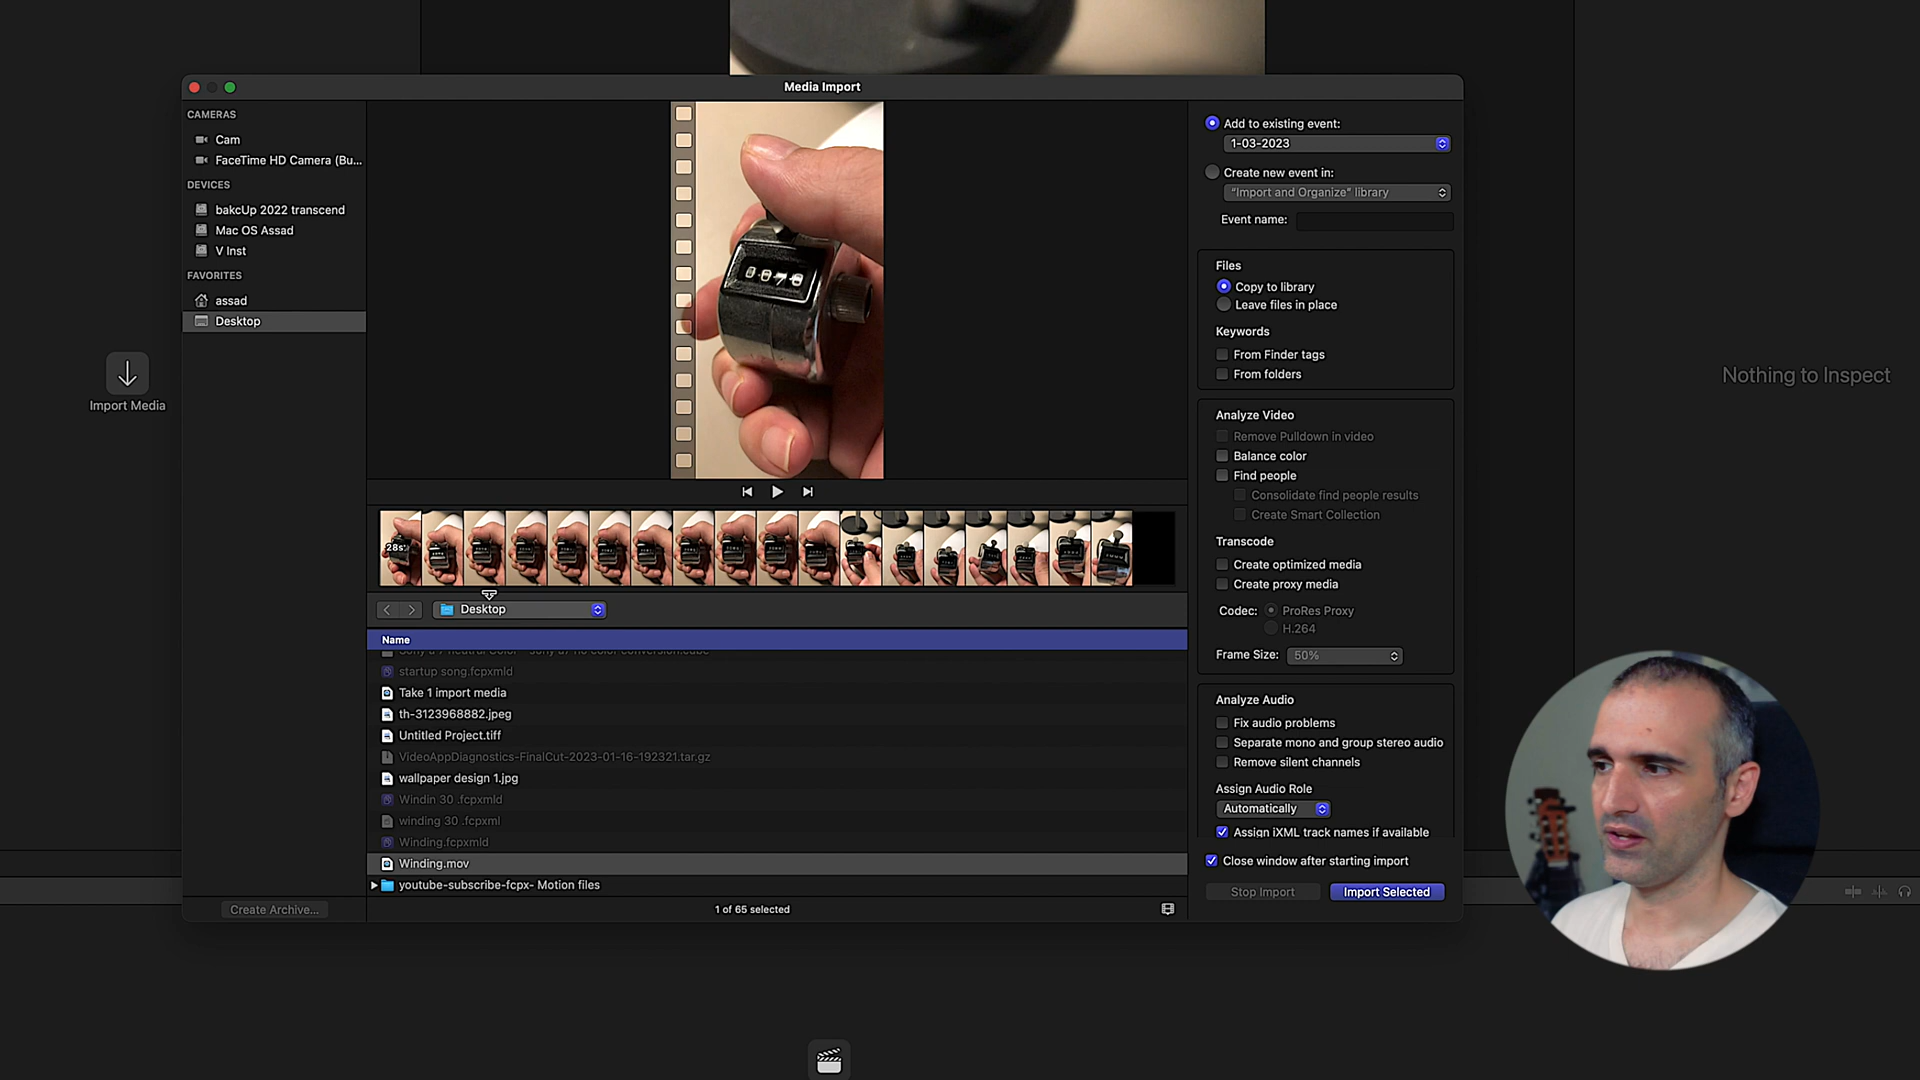 Media Import
CAMERAS
Cam
FaceTime HD Camera (Bu...
DEVICES
bakcUp 2022 transcend
Mac OS Assad
V Inst
FAVORITES
assad
Desktop
Create Archive...
Import Media
28s
Desktop
Name
startup song.fcpxmld
Take 1 import media
th-3123968882.jpeg
Untitled Project.tiff
VideoAppDiagnostics-FinalCut-2023-01-16-192321.tar.gz
wallpaper design 1.jpg
Windin 30 .fcpxmld
winding 30 .fcpxml
Winding.fcpxmld
Winding.mov
youtube-subscribe-fcpx- Motion files
1 of 65 selected
Add to existing event:
1-03-2023
Create new event in:
“Import and Organize” library
Event name:
Files
Copy to library
Leave files in place
Keywords
From Finder tags
From folders
Analyze Video
Remove Pulldown in video
Balance color
Find people
Consolidate find people results
Create Smart Collection
Transcode
Create optimized media
Create proxy media
Codec: ProRes Proxy
H.264
Frame Size: 50%
Analyze Audio
Fix audio problems
Separate mono and group stereo audio
Remove silent channels
Assign Audio Role
Automatically
Assign iXML track names if available
Close window after starting import
Stop Import
Import Selected
Nothing to Inspect